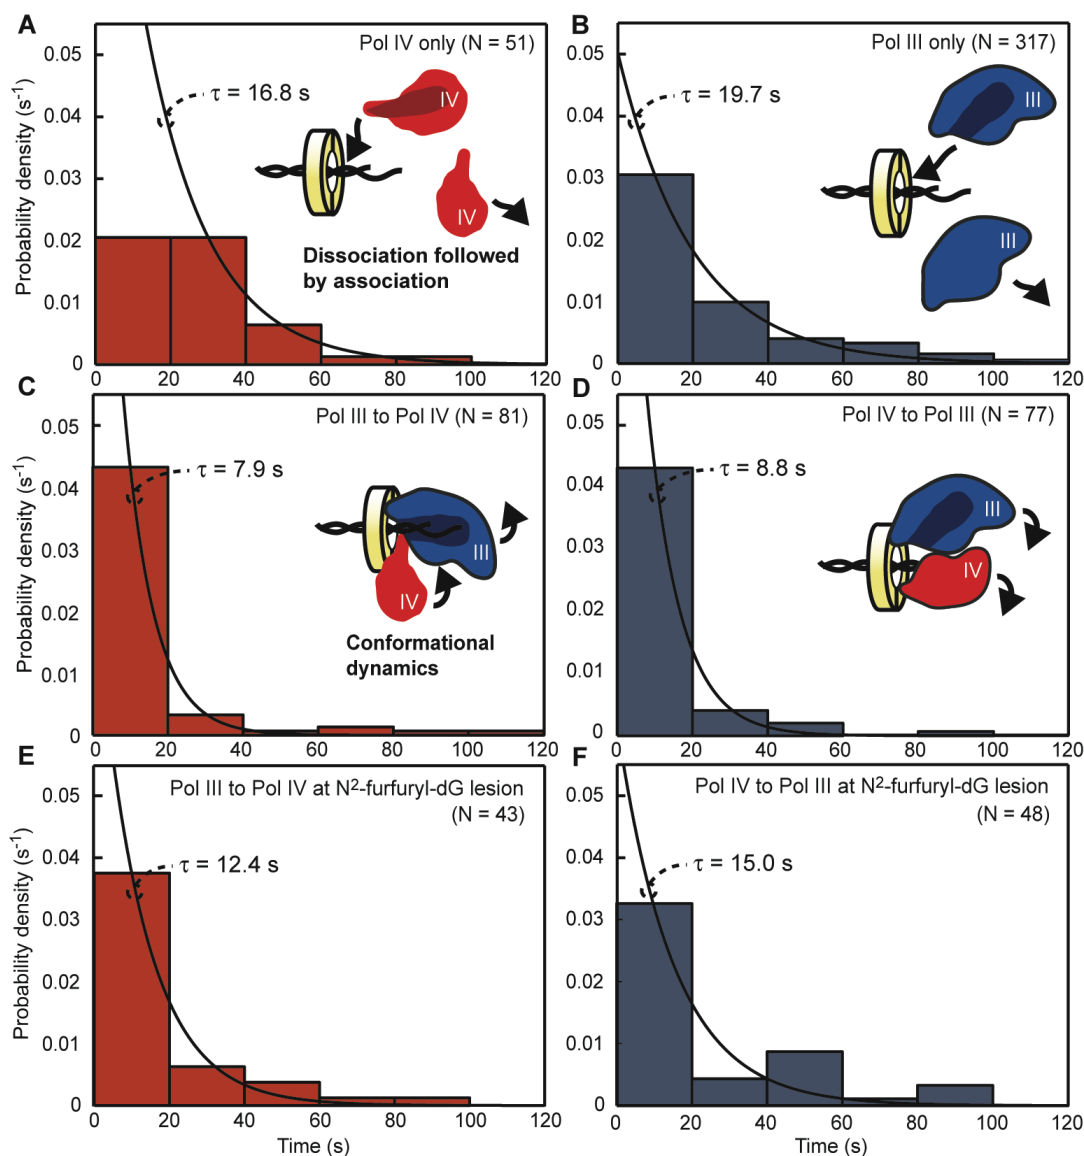 A
Pol IV only (N = 51)
Probability density (s⁻¹)
0.05
0.04
0.03
0.02
0.01
0
τ = 16.8 s
IV
IV
Dissociation followed
by association
0 20 40 60 80 100 120
B
Pol III only (N = 317)
0.05
0.04
0.03
0.02
0.01
0
τ = 19.7 s
III
III
0 20 40 60 80 100 120
C
Pol III to Pol IV (N = 81)
Probability density (s⁻¹)
0.05
0.04
0.03
0.02
0.01
0
τ = 7.9 s
III
IV
Conformational
dynamics
0 20 40 60 80 100 120
D
Pol IV to Pol III (N = 77)
0.05
0.04
0.03
0.02
0.01
0
τ = 8.8 s
III
IV
0 20 40 60 80 100 120
E
Pol III to Pol IV at N²-furfuryl-dG lesion
(N = 43)
Probability density (s⁻¹)
0.05
0.04
0.03
0.02
0.01
0
τ = 12.4 s
0 20 40 60 80 100 120
Time (s)
F
Pol IV to Pol III at N²-furfuryl-dG lesion
(N = 48)
0.05
0.04
0.03
0.02
0.01
0
τ = 15.0 s
0 20 40 60 80 100 120
Time (s)